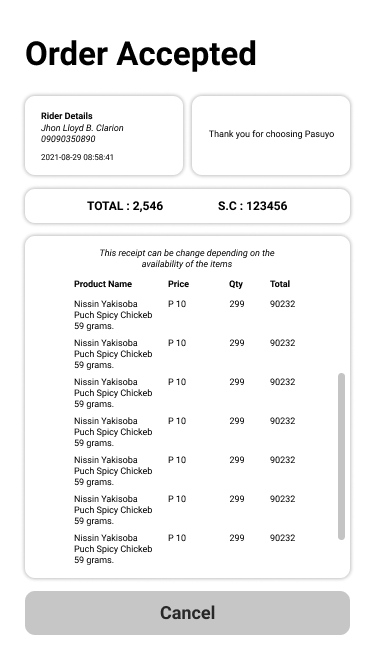 Order Accepted
Rider Details
Jhon Lloyd B. Clarion
09090350890
2021-08-29 08:58:41
Thank you for choosing Pasuyo
TOTAL : 2,546 S.C : 123456
This receipt can be change depending on the
availability of the items
Product Name Price Qty Total
Nissin Yakisoba P 10 299 90232
Puch Spicy Chickeb
59 grams.
Nissin Yakisoba P 10 299 90232
Puch Spicy Chickeb
59 grams.
Nissin Yakisoba P 10 299 90232
Puch Spicy Chickeb
59 grams.
Nissin Yakisoba P 10 299 90232
Puch Spicy Chickeb
59 grams.
Nissin Yakisoba P 10 299 90232
Puch Spicy Chickeb
59 grams.
Nissin Yakisoba P 10 299 90232
Puch Spicy Chickeb
59 grams.
Nissin Yakisoba P 10 299 90232
Puch Spicy Chickeb
59 grams.
Cancel